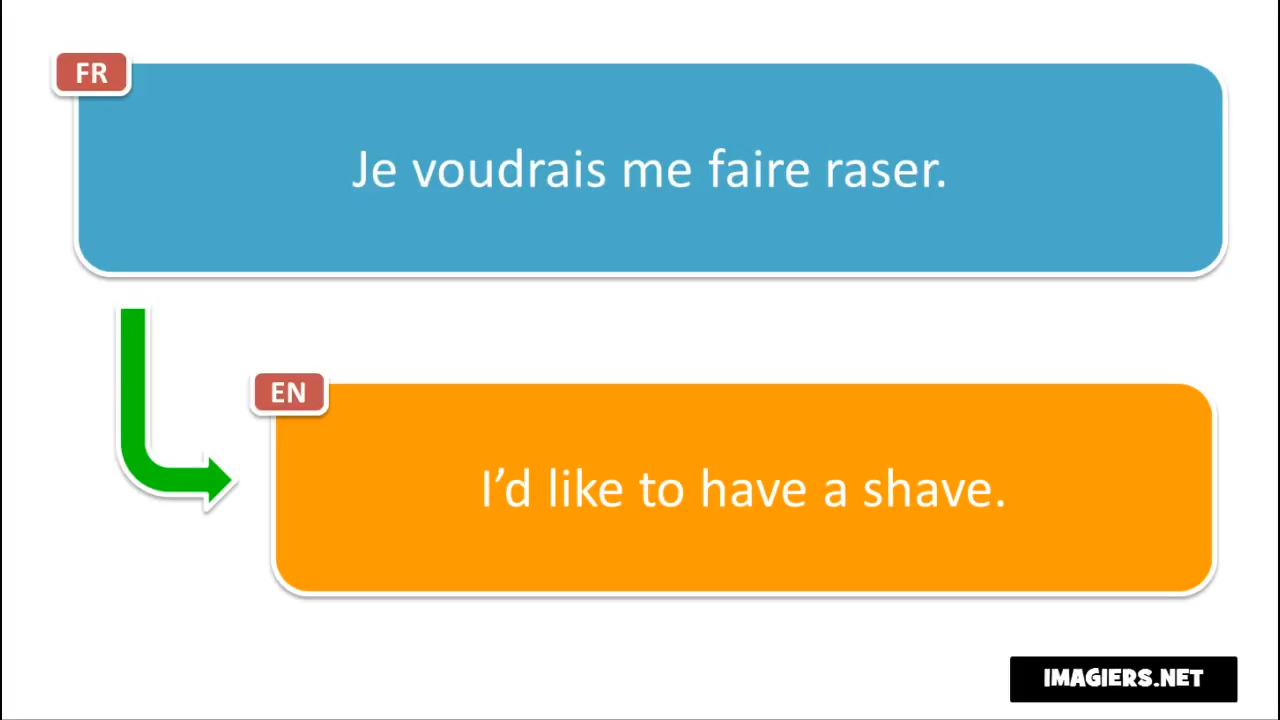 FR
Je voudrais me faire raser.
EN
I’d like to have a shave.
IMAGIERS.NET